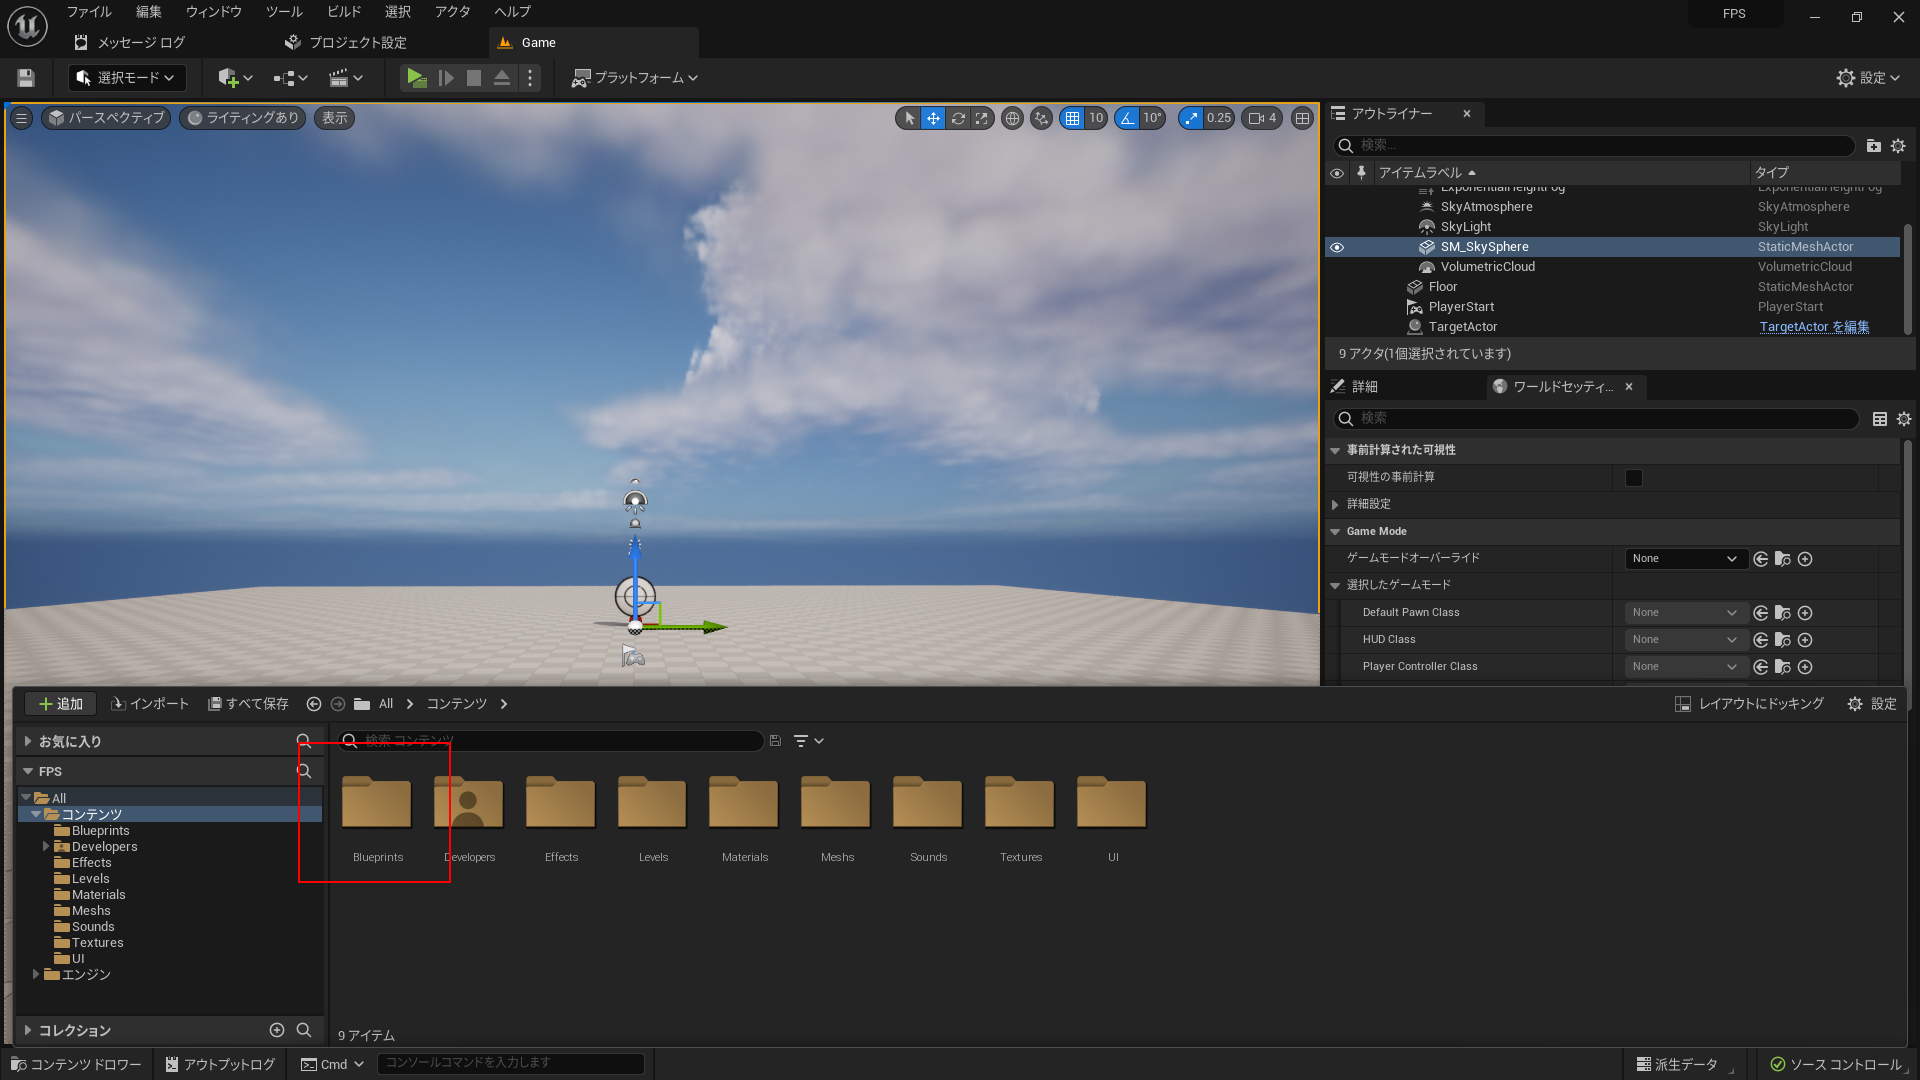 ファイル 編集 ウィンドウ ツール ビルド 選択 アクタ ヘルプ
FPS
メッセージ ログ プロジェクト設定 Game
選択モード プラットフォーム 設定
パースペクティブ ライティングあり 表示 10 10° 0.25 4
アウトライナー
検索...
アイテムラベル タイプ
ExponentialHeightFog ExponentialHeightFog
SkyAtmosphere SkyAtmosphere
SkyLight SkyLight
SM_SkySphere StaticMeshActor
VolumetricCloud VolumetricCloud
Floor StaticMeshActor
PlayerStart PlayerStart
TargetActor TargetActor を編集
9 アクタ(1個選択されています)
詳細 ワールドセッティ...
検索
事前計算された可視性
可視性の事前計算
詳細設定
Game Mode
ゲームモードオーバーライド None
選択したゲームモード
Default Pawn Class None
HUD Class None
Player Controller Class None
追加 インポート すべて保存 All コンテンツ レイアウトにドッキング 設定
お気に入り
検索 コンテンツ
FPS
All
コンテンツ
Blueprints
Developers
Effects
Levels
Materials
Meshs
Sounds
Textures
UI
エンジン
Blueprints Developers Effects Levels Materials Meshs Sounds Textures UI
コレクション
9 アイテム
コンテンツ ドロワー アウトプットログ Cmd コンソールコマンドを入力します 派生データ ソース コントロール